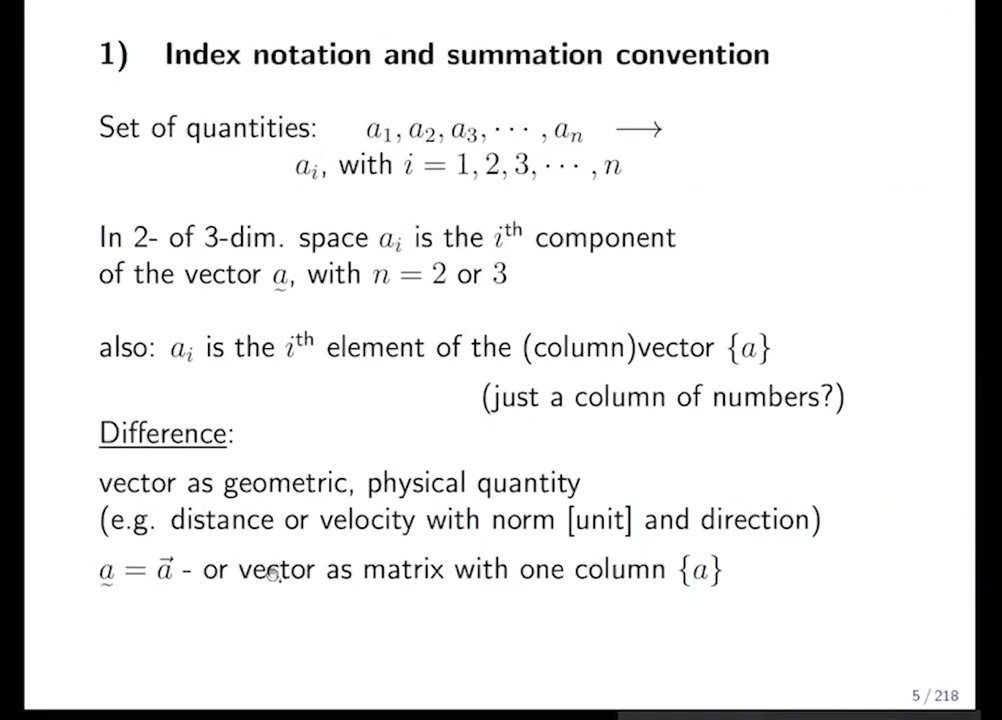 1) Index notation and summation convention
Set of quantities: a₁, a₂, a₃, ⋯ , aₙ ⟶
aᵢ, with i = 1, 2, 3, ⋯ , n
In 2- of 3-dim. space aᵢ is the iᵗʰ component
of the vector a̰, with n = 2 or 3
also: aᵢ is the iᵗʰ element of the (column)vector {a}
(just a column of numbers?)
Difference:
vector as geometric, physical quantity
(e.g. distance or velocity with norm [unit] and direction)
a̰ = a⃗ - or vector as matrix with one column {a}
5 / 218